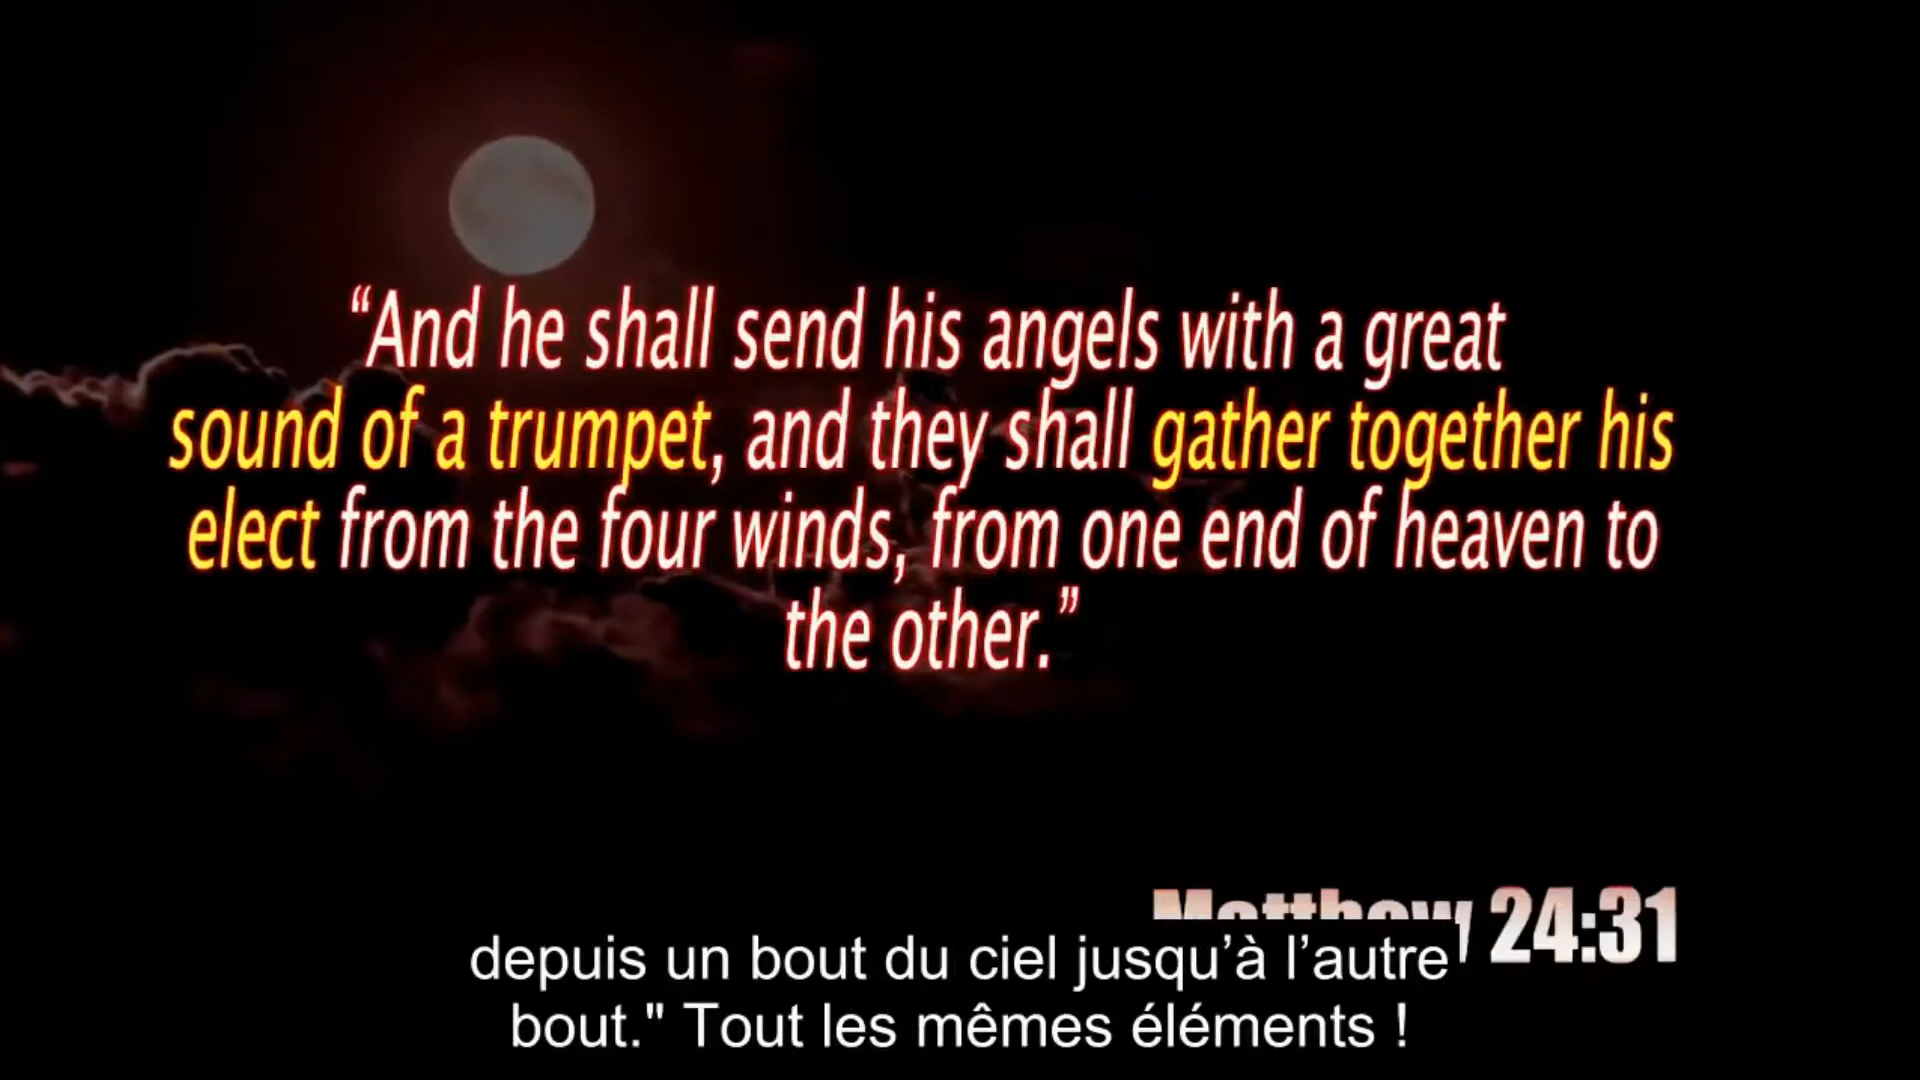 “And he shall send his angels with a great
sound of a trumpet, and they shall gather together his
elect from the four winds, from one end of heaven to
the other.”
Matthew 24:31
depuis un bout du ciel jusqu’à l’autre
bout." Tout les mêmes éléments !